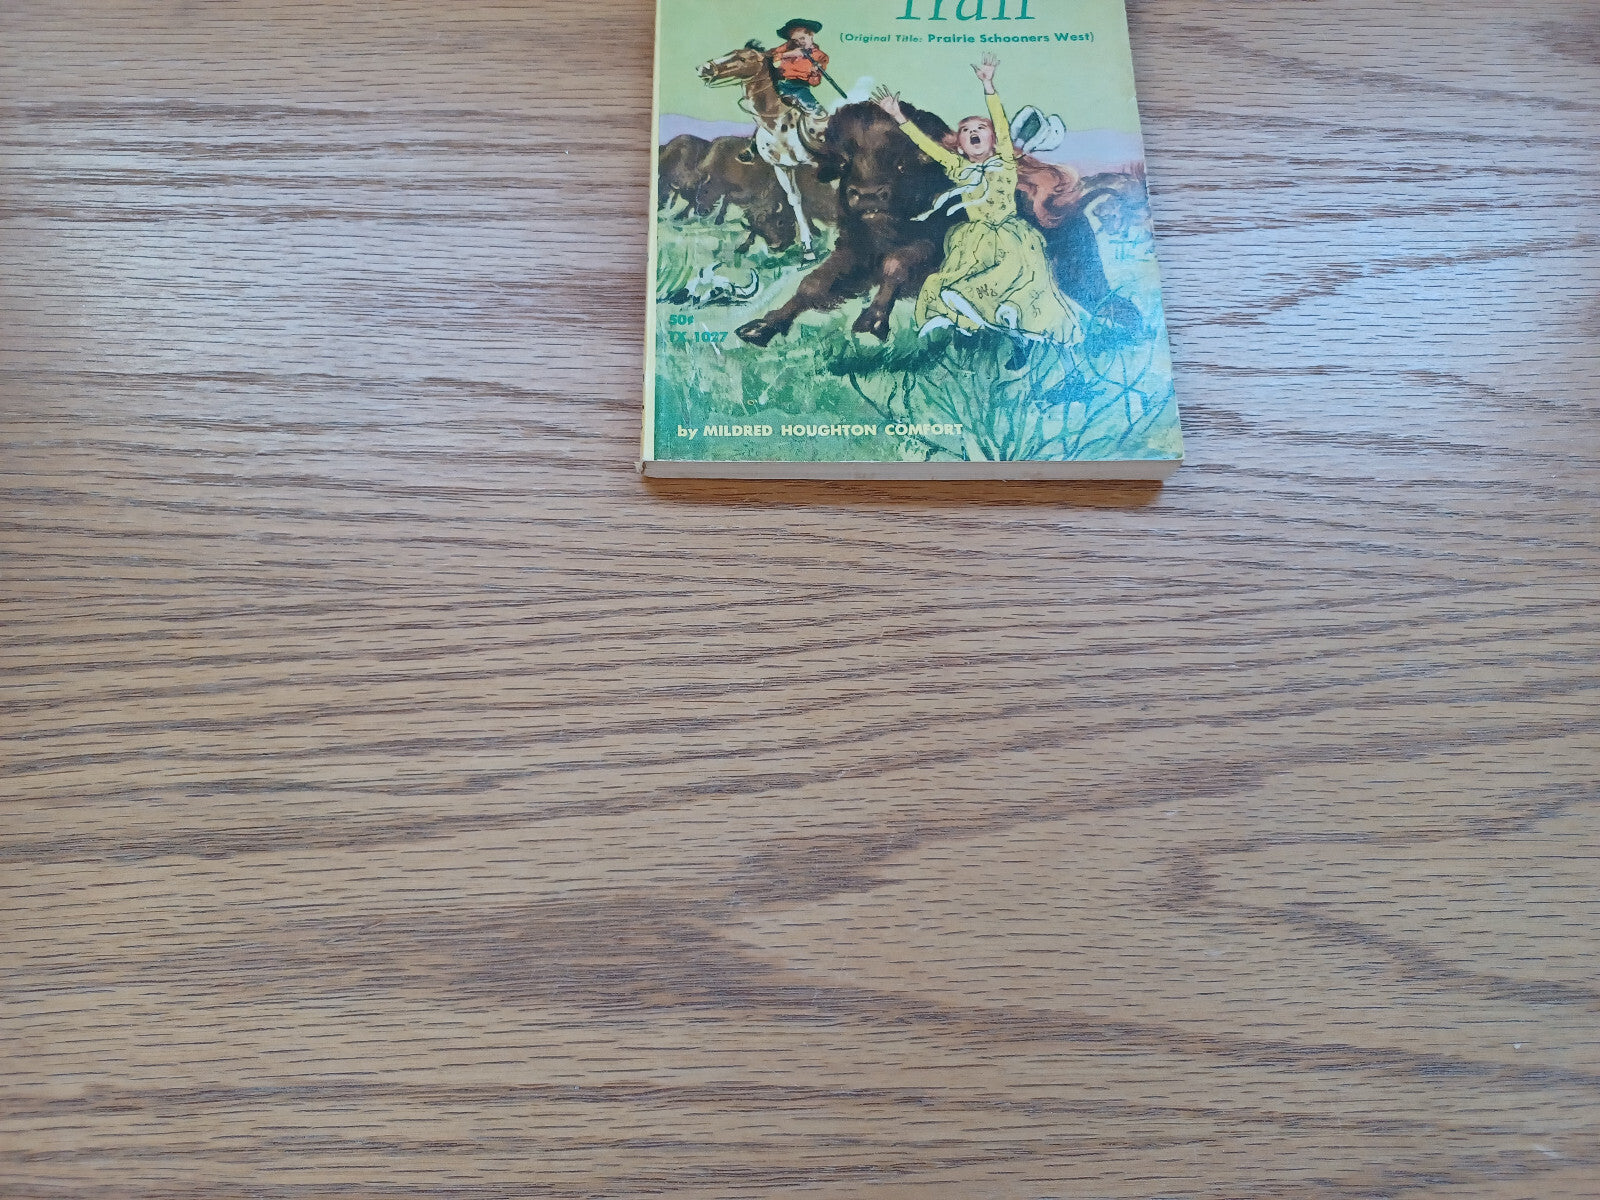 Trail
(Original Title: Prairie Schooners West)
50¢
TX 1027
by MILDRED HOUGHTON COMFORT